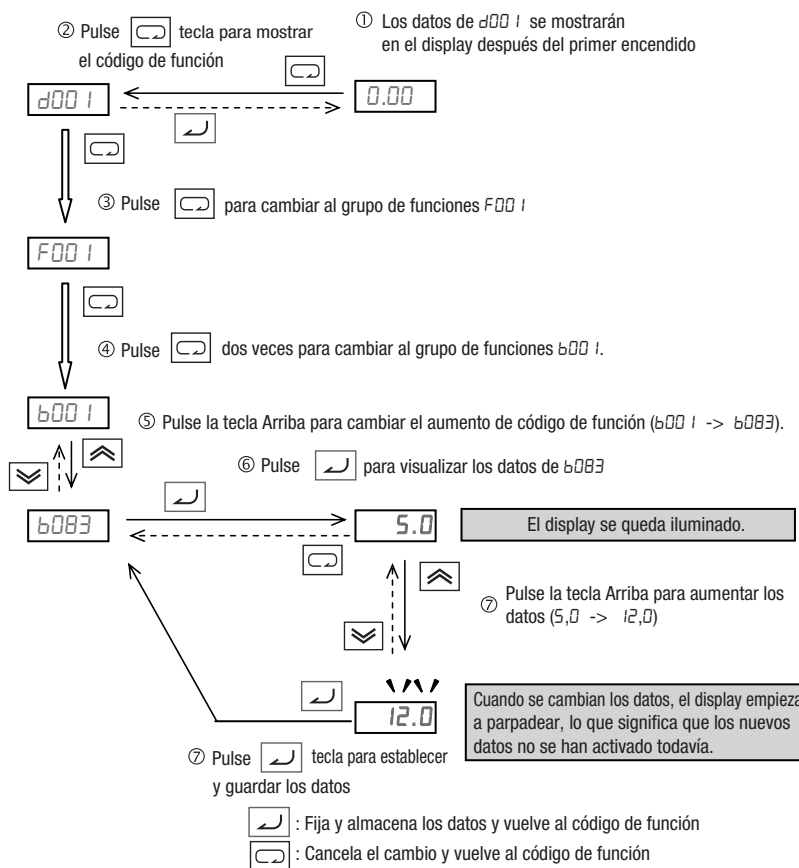 ① Los datos de d001 se mostrarán
en el display después del primer encendido
② Pulse tecla para mostrar
el código de función
d001
0.00
③ Pulse para cambiar al grupo de funciones F001
F001
④ Pulse dos veces para cambiar al grupo de funciones b001.
b001
⑤ Pulse la tecla Arriba para cambiar el aumento de código de función (b001 -> b083).
⑥ Pulse para visualizar los datos de b083
b083
5.0
El display se queda iluminado.
⑦ Pulse la tecla Arriba para aumentar los
datos (5,0 -> 12,0)
12.0
Cuando se cambian los datos, el display empieza
a parpadear, lo que significa que los nuevos
datos no se han activado todavía.
⑦ Pulse tecla para establecer
y guardar los datos
: Fija y almacena los datos y vuelve al código de función
: Cancela el cambio y vuelve al código de función